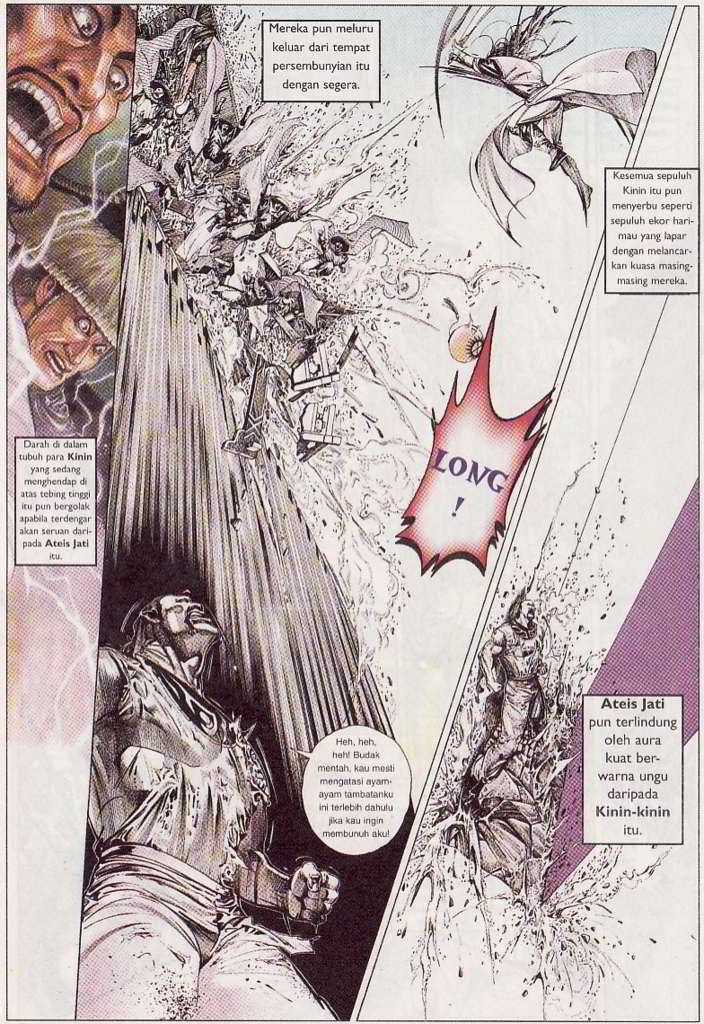 Mereka pun meluru
keluar dari tempat
persembunyian itu
dengan segera.
Kesemua sepuluh
Kinin itu pun
menyerbu seperti
sepuluh ekor hari-
mau yang lapar
dengan melancar-
kan kuasa masing-
masing mereka.
Darah di dalam
tubuh para Kinin
yang sedang
menghendap di
atas tebing tinggi
itu pun bergolak
apabila terdengar
akan seruan dari-
pada Ateis Jati
itu.
LONG
!
Heh, heh,
heh! Budak
mentah, kau mesti
mengatasi ayam-
ayam tambatanku
ini terlebih dahulu
jika kau ingin
membunuh aku!
Ateis Jati
pun terlindung
oleh aura
kuat ber-
warna ungu
daripada
Kinin-kinin
itu.